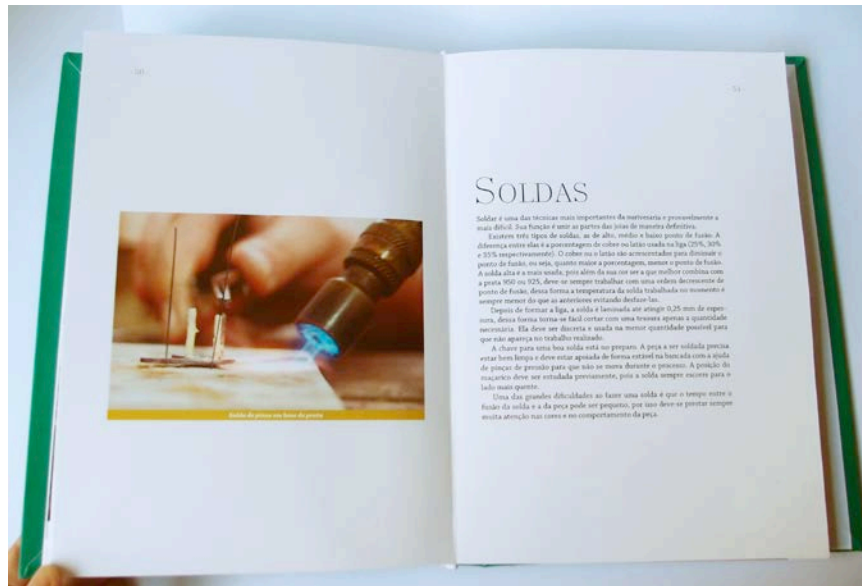 Solda de pinos em base de prata
SOLDAS
Soldar é uma das técnicas mais importantes da ourivesaria e provavelmente a
mais difícil. Sua função é unir as partes das joias de maneira definitiva.
Existem três tipos de soldas, as de alto, médio e baixo ponto de fusão. A
diferença entre elas é a porcentagem de cobre ou latão usada na liga (25%, 30%
e 35% respectivamente). O cobre ou o latão são acrescentados para diminuir o
ponto de fusão, ou seja, quanto maior a porcentagem, menor o ponto de fusão.
A solda alta é a mais usada, pois além da sua cor ser a que melhor combina com
a prata 950 ou 925, deve-se sempre trabalhar com uma ordem decrescente de
ponto de fusão, dessa forma a temperatura da solda trabalhada no momento é
sempre menor do que as anteriores evitando desfaze-las.
Depois de formar a liga, a solda é laminada até atingir 0,25 mm de espes-
sura, dessa forma torna-se fácil cortar com uma tesoura apenas a quantidade
necessária. Ela deve ser discreta e usada na menor quantidade possível para
que não apareça no trabalho realizado.
A chave para uma boa solda está no preparo. A peça a ser soldada precisa
estar bem limpa e deve estar apoiada de forma estável na bancada com a ajuda
de pinças de pressão para que não se mova durante o processo. A posição do
maçarico deve ser estudada previamente, pois a solda sempre escorre para o
lado mais quente.
Uma das grandes dificuldades ao fazer uma solda é que o tempo entre o
fusão da solda e a da peça pode ser pequeno, por isso deve-se prestar sempre
muita atenção nas cores e no comportamento da peça.